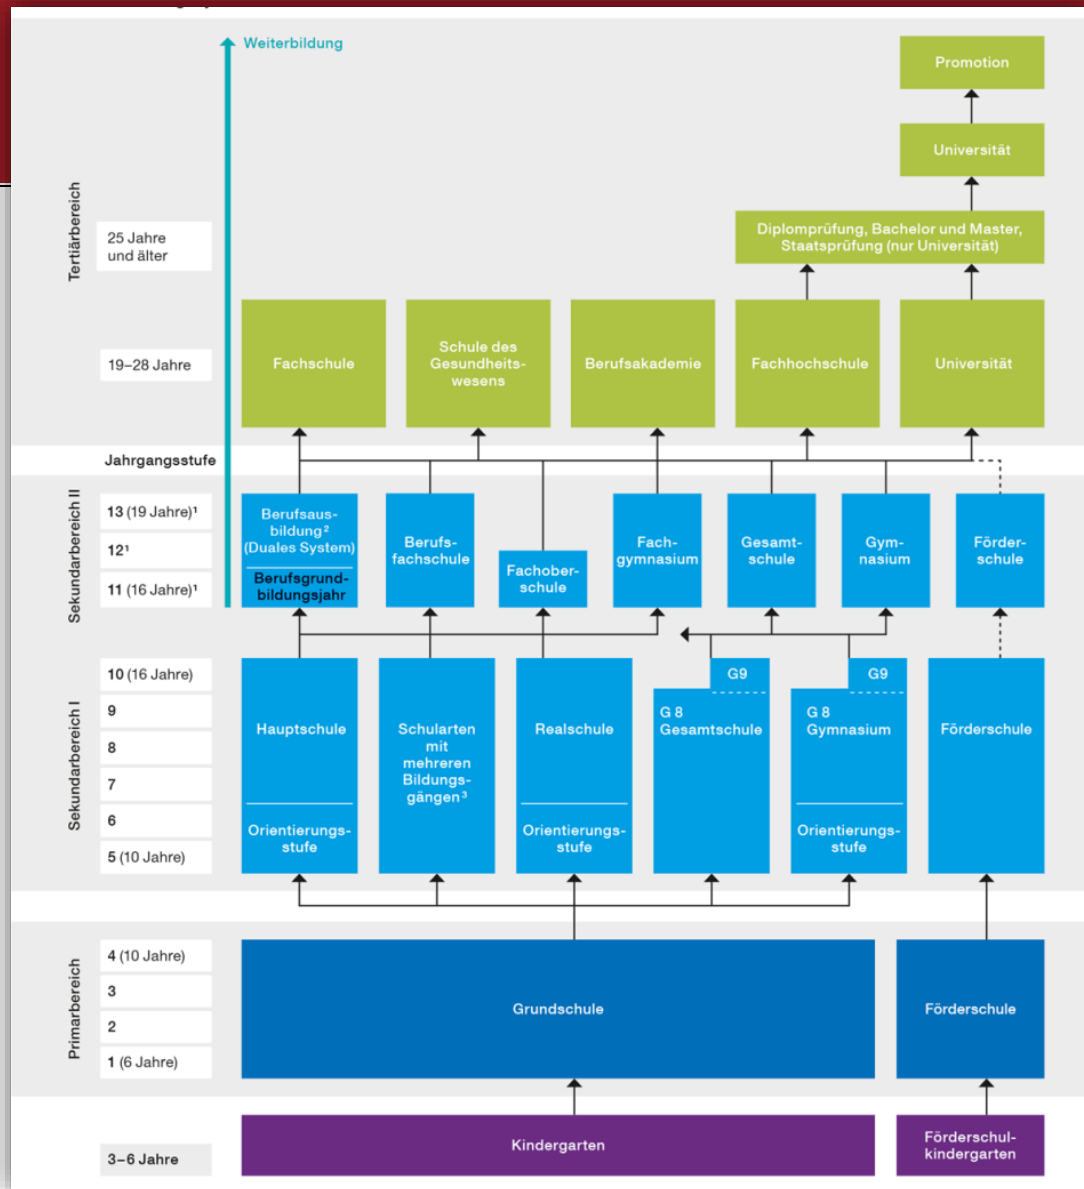 Weiterbildung
Promotion
Universität
Tertiärbereich
25 Jahre
und älter
Diplomprüfung, Bachelor und Master,
Staatsprüfung (nur Universität)
19–28 Jahre
Fachschule
Schule des
Gesundheits-
wesens
Berufsakademie
Fachhochschule
Universität
Jahrgangsstufe
Sekundarbereich II
13 (19 Jahre)¹
12¹
11 (16 Jahre)¹
Berufsaus-
bildung²
(Duales System)
Berufsgrund-
bildungsjahr
Berufs-
fachschule
Fachober-
schule
Fach-
gymnasium
Gesamt-
schule
Gym-
nasium
Förder-
schule
Sekundarbereich I
10 (16 Jahre)
9
8
7
6
5 (10 Jahre)
Hauptschule
Orientierungs-
stufe
Schularten
mit
mehreren
Bildungs-
gängen³
Realschule
Orientierungs-
stufe
G9
G 8
Gesamtschule
G9
G 8
Gymnasium
Orientierungs-
stufe
Förderschule
Primarbereich
4 (10 Jahre)
3
2
1 (6 Jahre)
Grundschule
Förderschule
3–6 Jahre
Kindergarten
Förderschul-
kindergarten